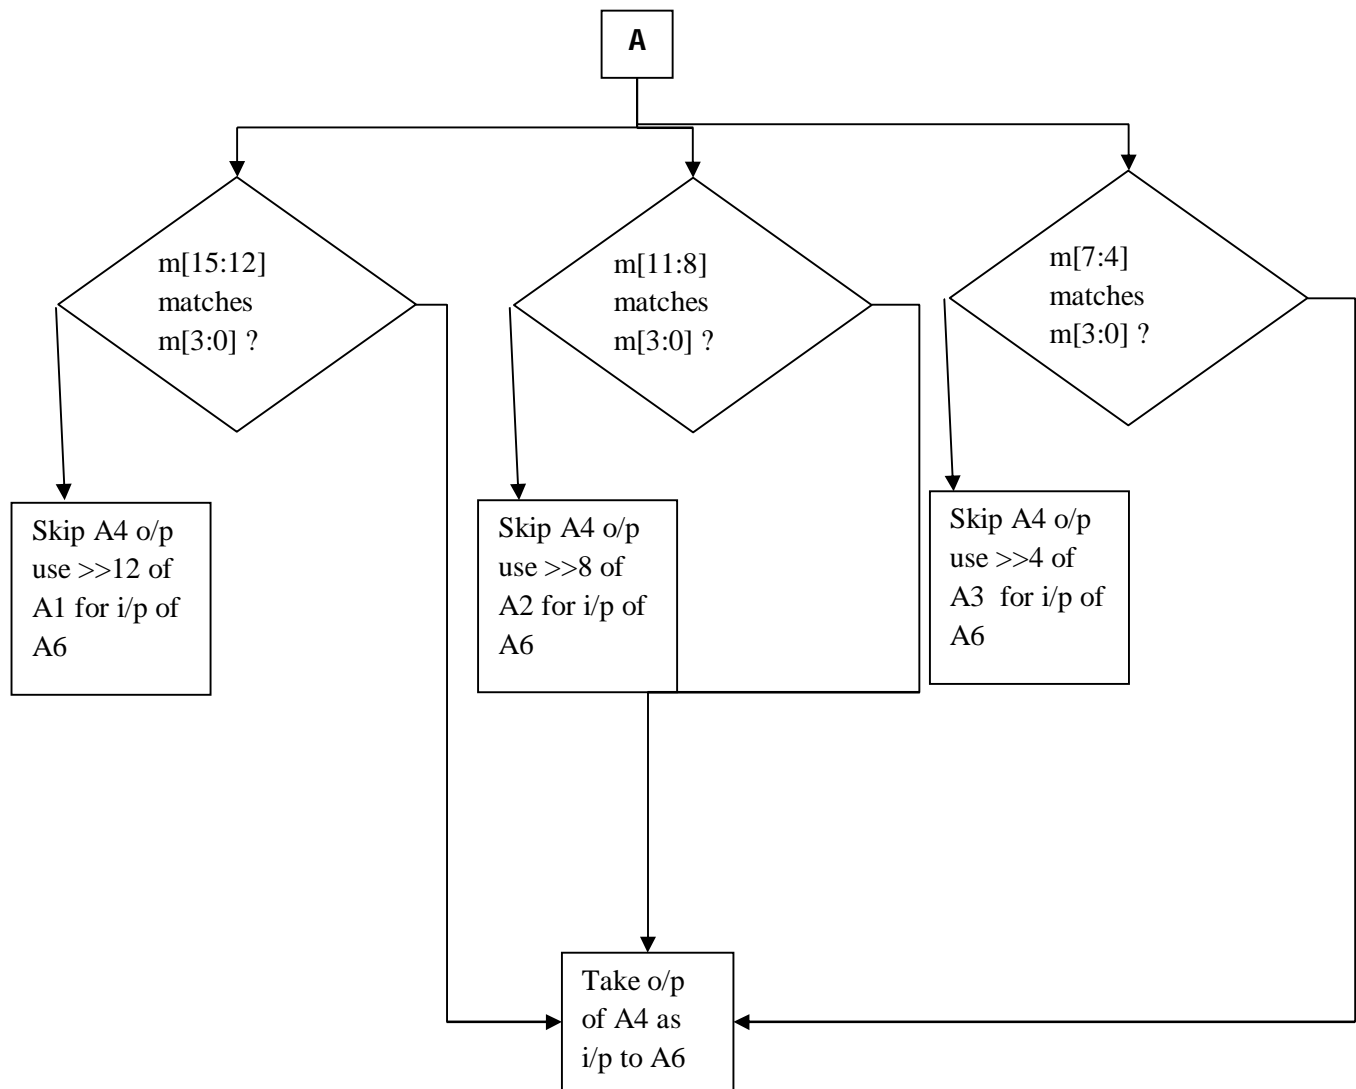 A
m[15:12]
matches
m[3:0] ?
m[11:8]
matches
m[3:0] ?
m[7:4]
matches
m[3:0] ?
Skip A4 o/p
use >>12 of
A1 for i/p of
A6
Skip A4 o/p
use >>8 of
A2 for i/p of
A6
Skip A4 o/p
use >>4 of
A3 for i/p of
A6
Take o/p
of A4 as
i/p to A6